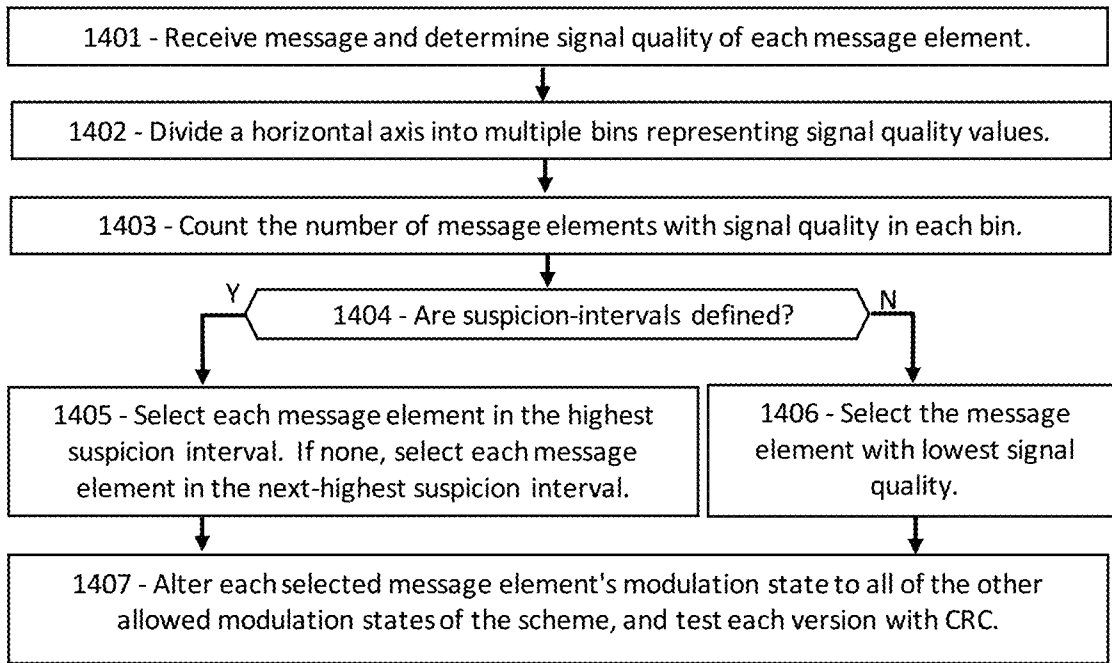 1401 - Receive message and determine signal quality of each message element.
1402 - Divide a horizontal axis into multiple bins representing signal quality values.
1403 - Count the number of message elements with signal quality in each bin.
Y
1404 - Are suspicion-intervals defined?
N
1405 - Select each message element in the highest
suspicion interval. If none, select each message
element in the next-highest suspicion interval.
1406 - Select the message
element with lowest signal
quality.
1407 - Alter each selected message element's modulation state to all of the other
allowed modulation states of the scheme, and test each version with CRC.